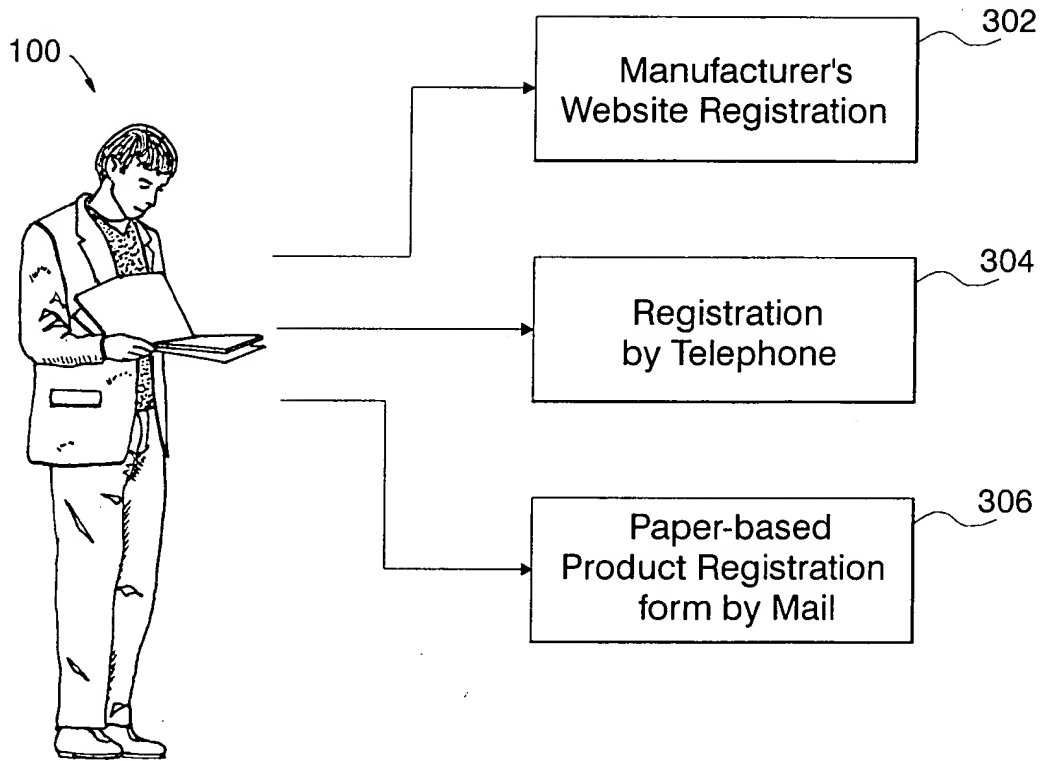 302
100
Manufacturer's
Website Registration
304
Registration
by Telephone
306
Paper-based
Product Registration
form by Mail